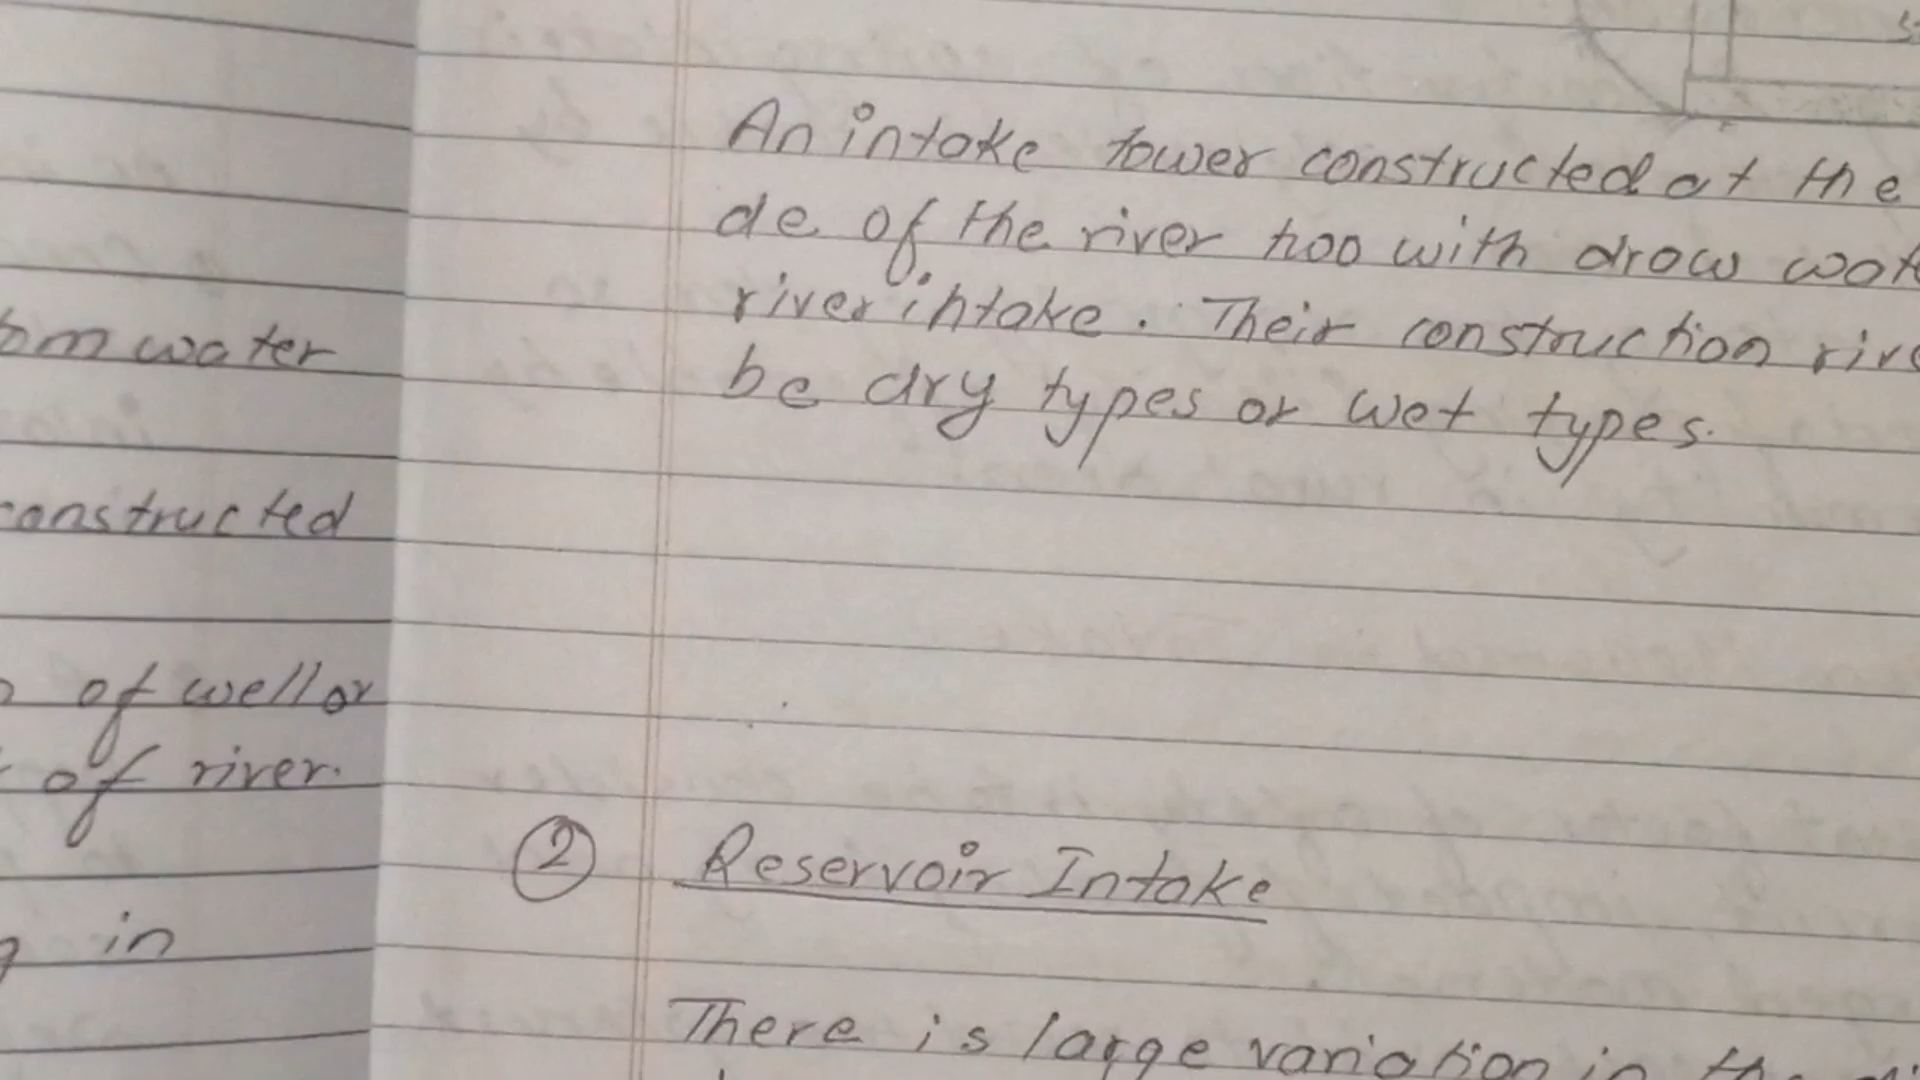 water
constructed
of well or
of river.
in
An intake tower constructed at the
de of the river too with draw
river intake. Their construction
be dry types or wet types.
2 Reservoir Intake
There is large variation in